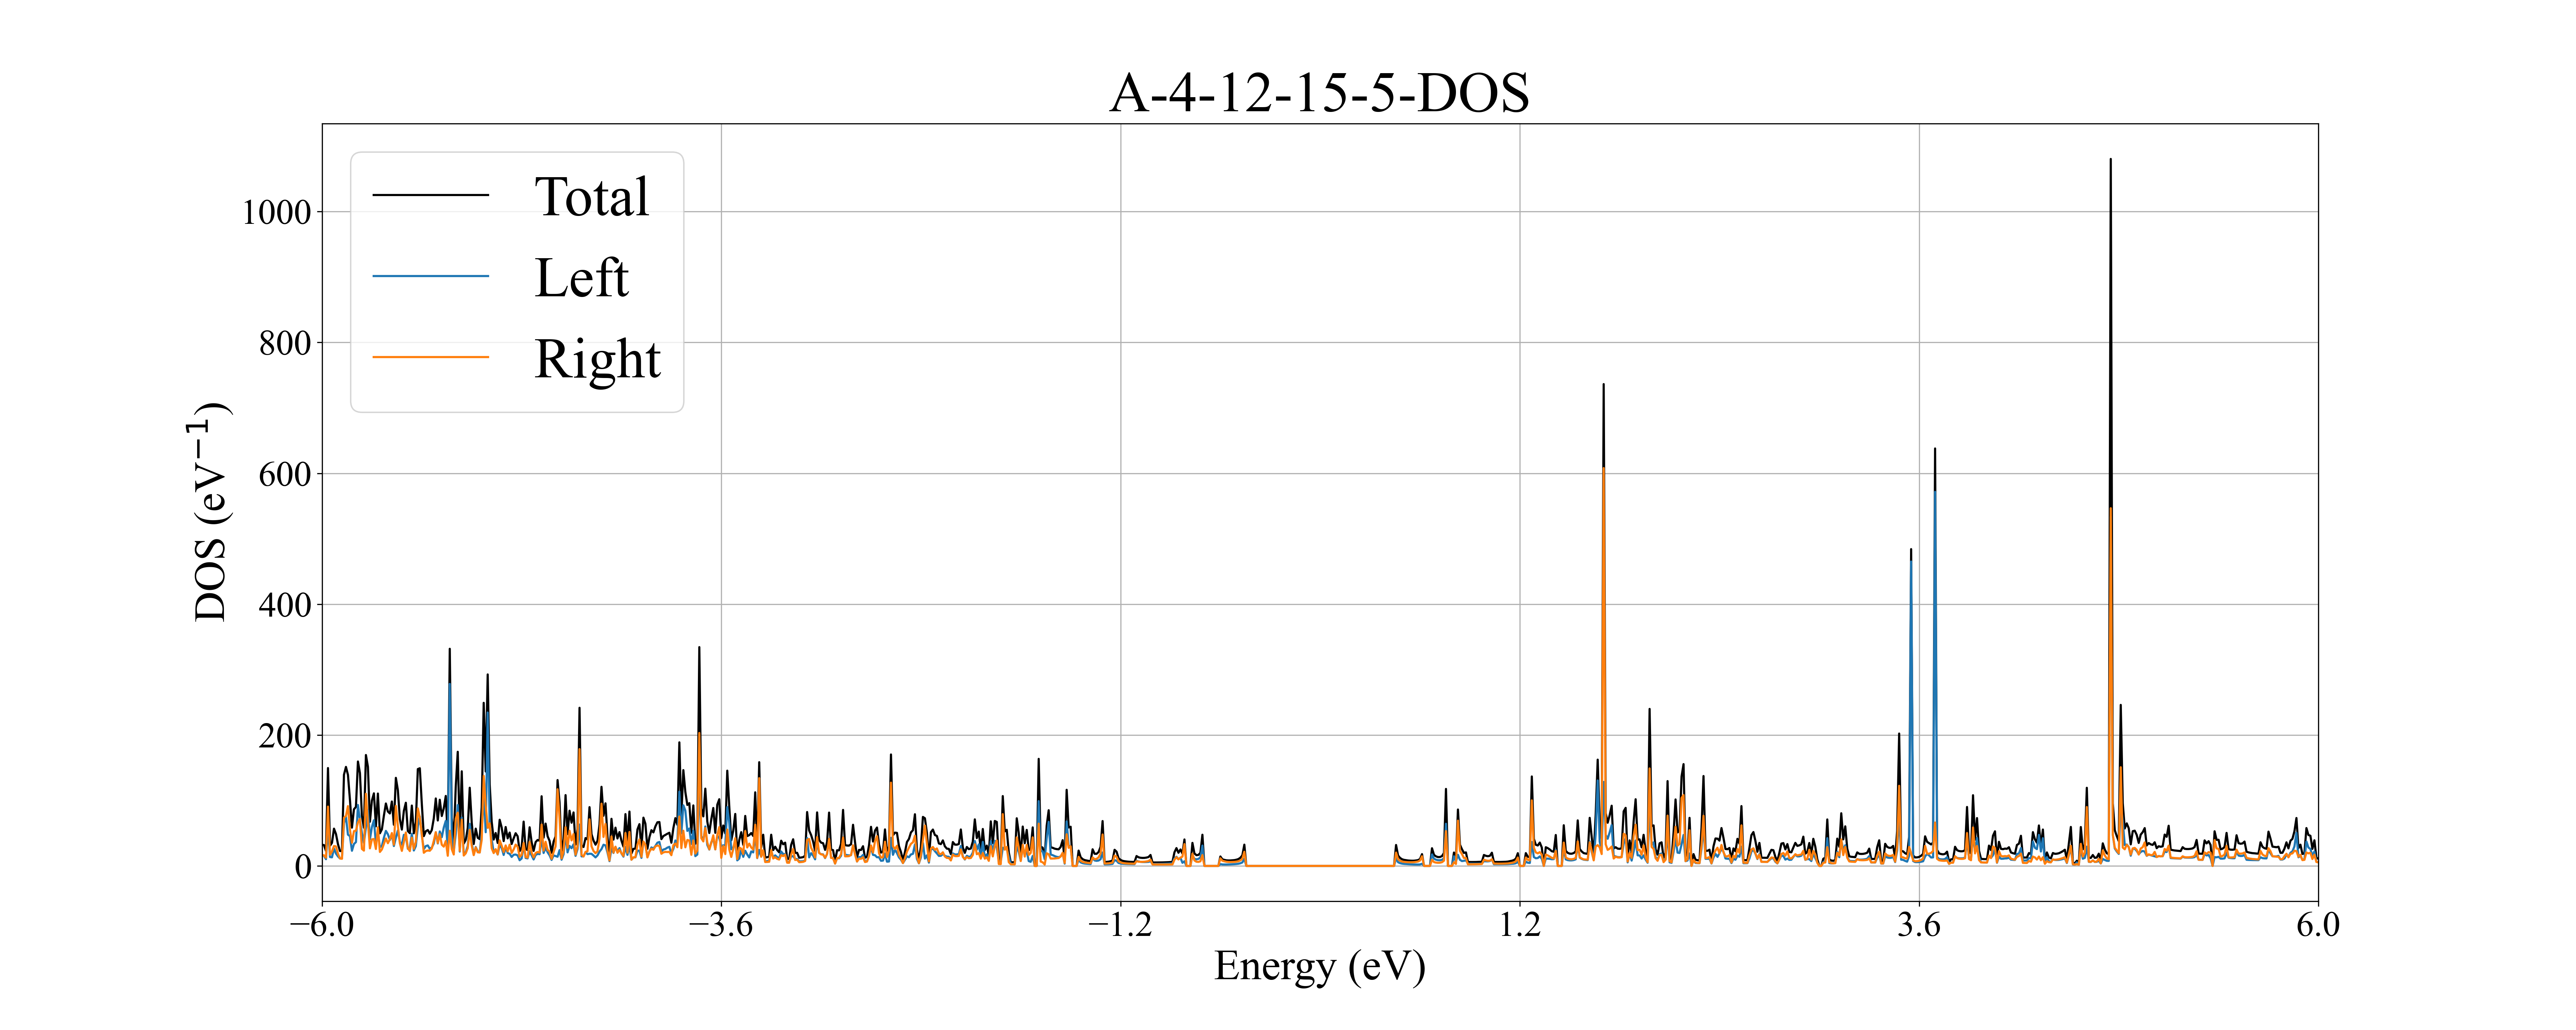 A-4-12-15-5-DOS
Total
Left
Right
1000
800
600
400
200
0
DOS (eV⁻¹)
−6.0 −3.6 −1.2 1.2 3.6 6.0
Energy (eV)